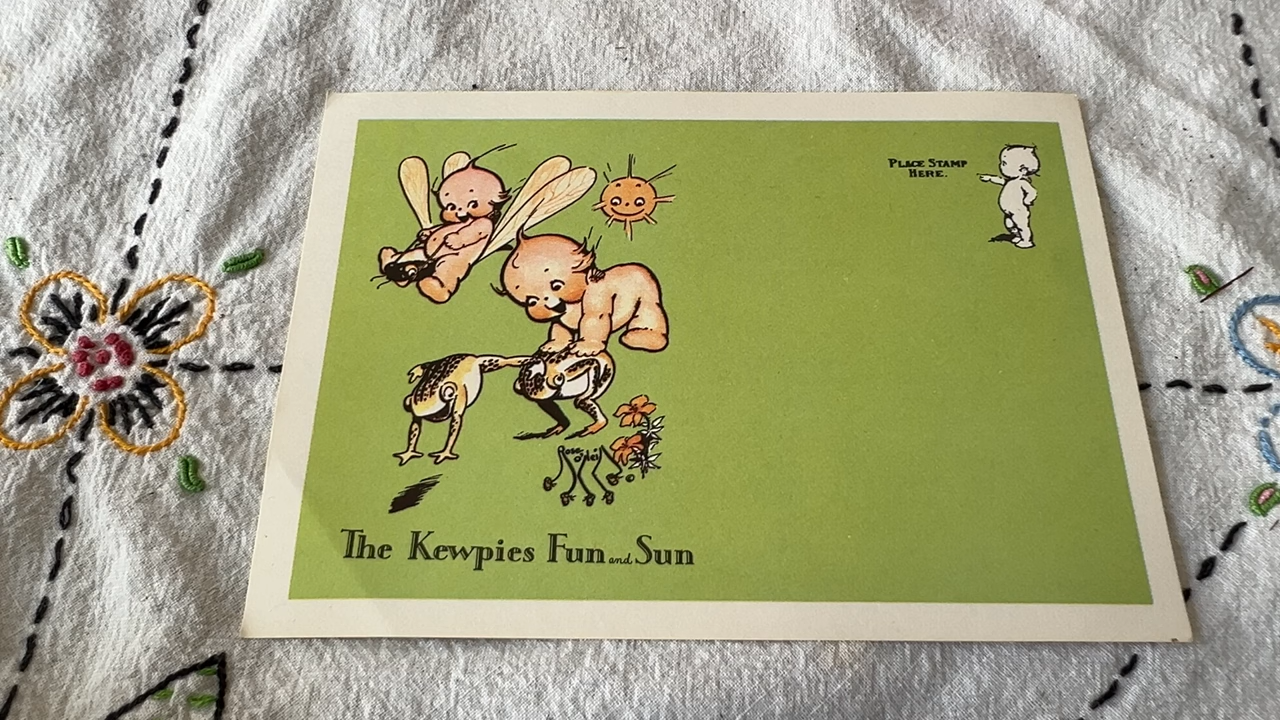 PLACE STAMP
HERE.
Rose
O'Neill
The Kewpies Fun and Sun